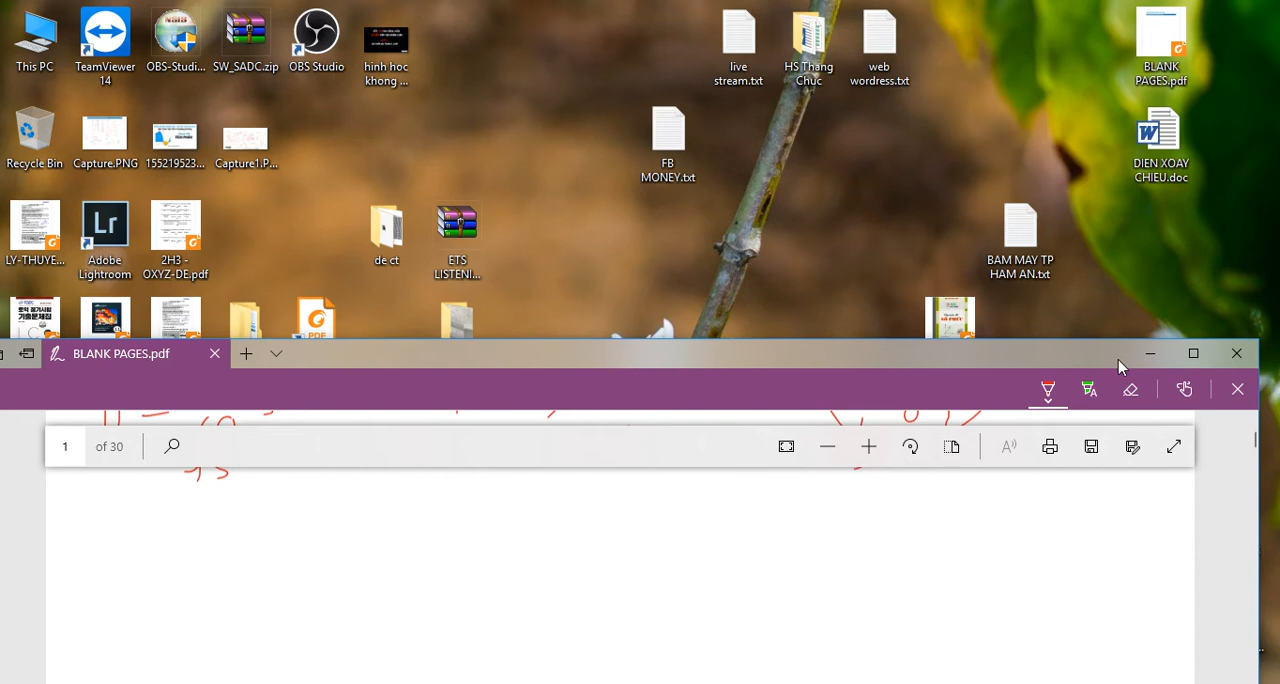 This PC
TeamViewer
14
OBS-Studi...
SW_SADC.zip
OBS Studio
hinh hoc
khong ...
live
stream.txt
HS Thang
Chuc
web
wordress.txt
BLANK
PAGES.pdf
Recycle Bin
Capture.PNG
155219523...
Capture1.P...
FB
MONEY.txt
DIEN XOAY
CHIEU.doc
LY-THUYE...
Lr
Adobe
Lightroom
2H3 -
OXYZ-DE.pdf
de ct
ETS
LISTENI...
BAM MAY TP
HAM AN.txt
PDF
BLANK PAGES.pdf
1 of 30